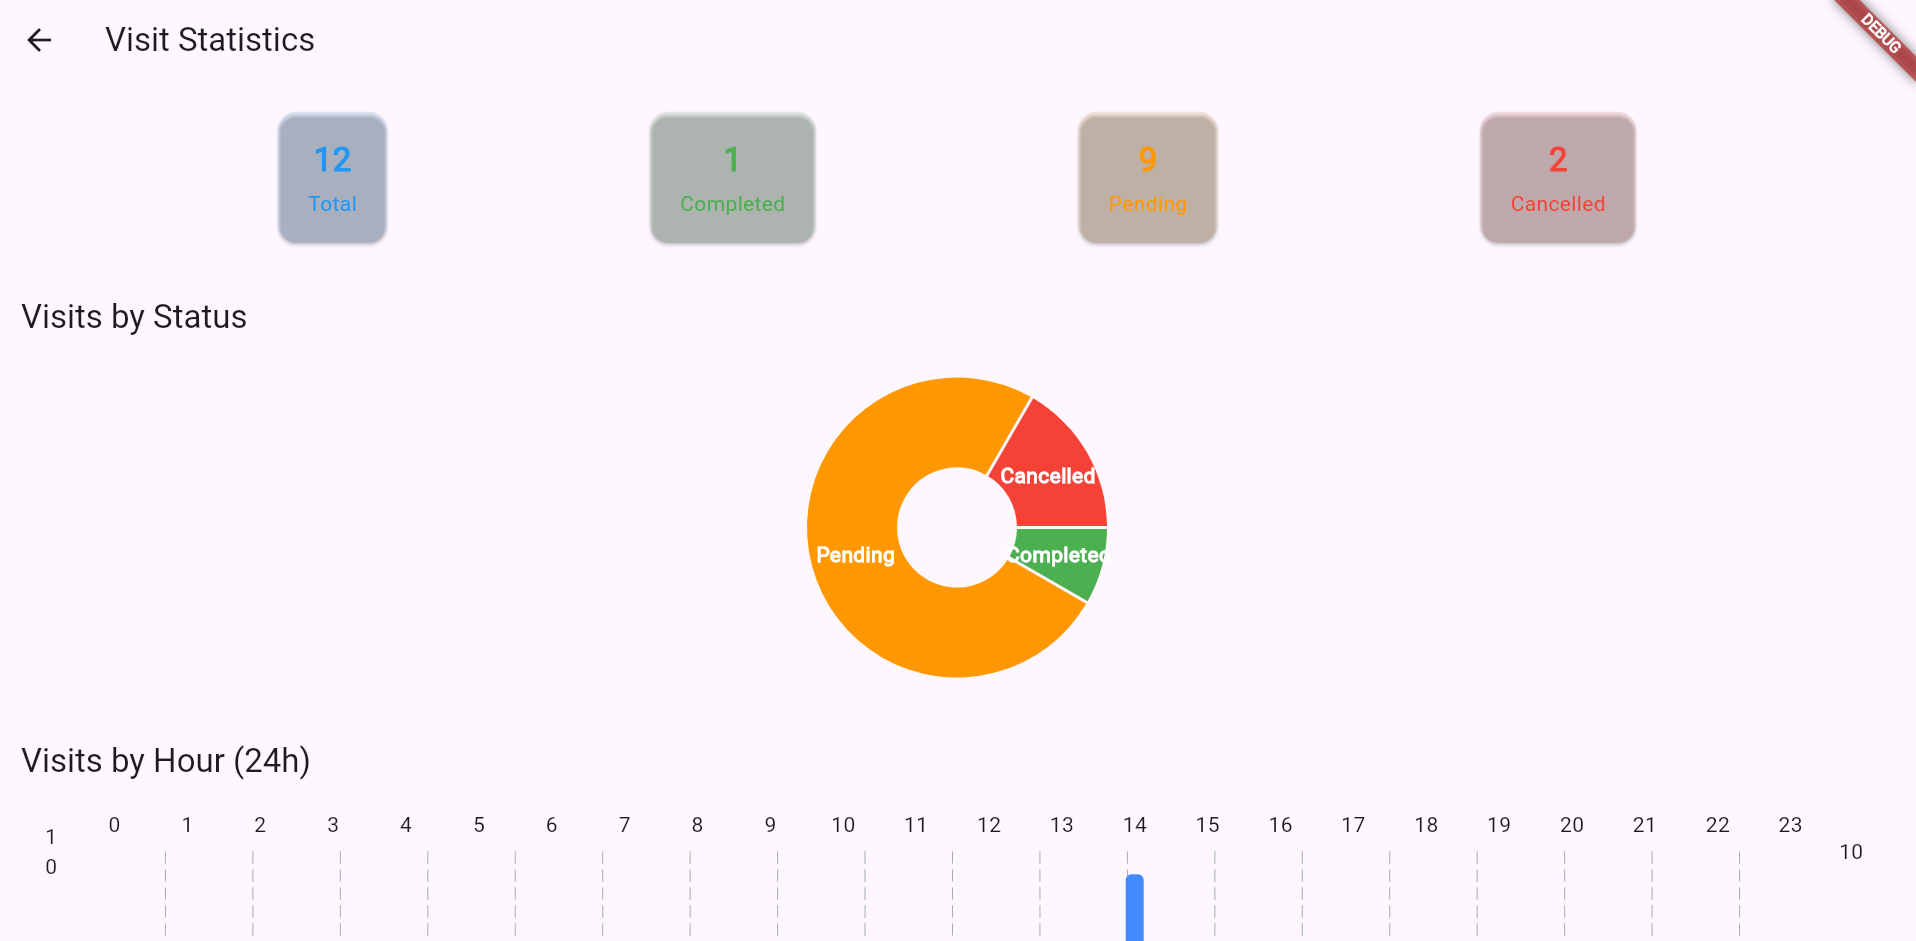 Visit Statistics
DEBUG
12
Total
1
Completed
9
Pending
2
Cancelled
Visits by Status
Cancelled
Pending
Completed
Visits by Hour (24h)
0 1 2 3 4 5 6 7 8 9 10 11 12 13 14 15 16 17 18 19 20 21 22 23
1
0
10